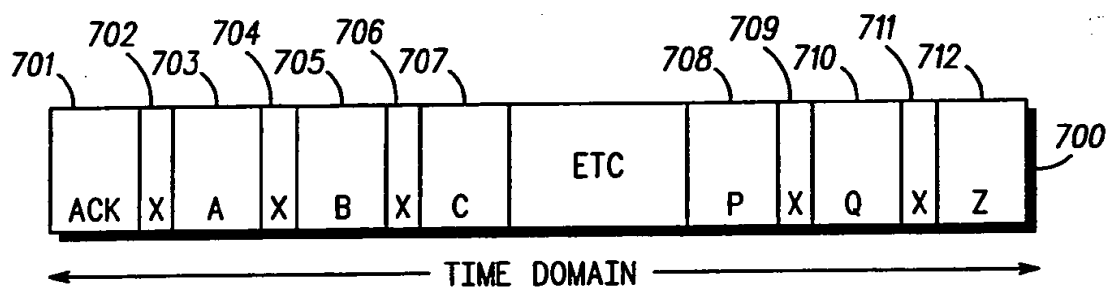 701 702 703 704 705 706 707 708 709 710 711 712
700
ACK X A X B X C ETC P X Q X Z
TIME DOMAIN